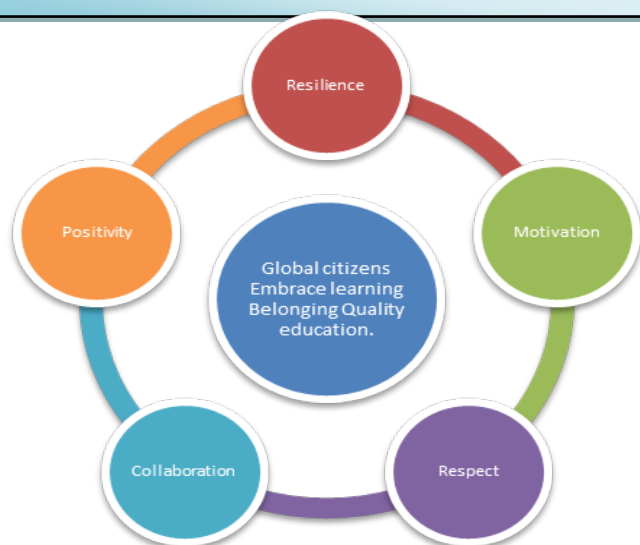 Resilience
Positivity
Motivation
Global citizens
Embrace learning
Belonging Quality
education.
Collaboration
Respect